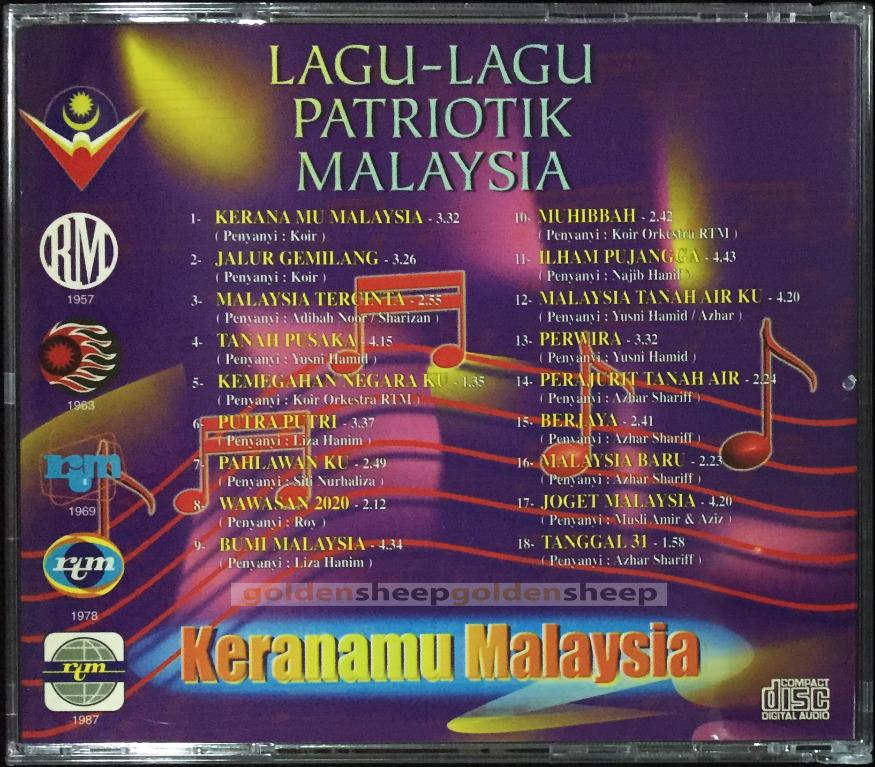 LAGU-LAGU
PATRIOTIK
MALAYSIA
1- KERANA MU MALAYSIA - 3.32
( Penyanyi : Koir )
2- JALUR GEMILANG - 3.26
( Penyanyi : Koir )
3- MALAYSIA TERCINTA - 2.55
( Penyanyi : Adibah Noor / Sharizan )
4- TANAH PUSAKA - 4.15
( Penyanyi : Yusni Hamid )
5- KEMEGAHAN NEGARA KU - 1.35
( Penyanyi : Koir Orkestra RTM )
6- PUTRA PUTRI - 3.37
( Penyanyi : Liza Hanim )
7- PAHLAWAN KU - 2.49
( Penyanyi : Siti Nurhaliza )
8- WAWASAN 2020 - 2.12
( Penyanyi : Roy )
9- BUMI MALAYSIA - 4.34
( Penyanyi : Liza Hanim )
10- MUHIBBAH - 2.42
( Penyanyi : Koir Orkestra RTM )
11- ILHAM PUJANGGA - 4.43
( Penyanyi : Najib Hanif )
12- MALAYSIA TANAH AIR KU - 4.20
( Penyanyi : Yusni Hamid / Azhar )
13- PERWIRA - 3.32
( Penyanyi : Yusni Hamid )
14- PERAJURIT TANAH AIR - 2.24
( Penyanyi : Azhar Shariff )
15- BERJAYA - 2.41
( Penyanyi : Azhar Shariff )
16- MALAYSIA BARU - 2.23
( Penyanyi : Azhar Shariff )
17- JOGET MALAYSIA - 4.20
( Penyanyi : Musli Amir & Aziz )
18- TANGGAL 31 - 1.58
( Penyanyi : Azhar Shariff )
RM
1957
1963
rtm
1969
rtm
1978
rtm
1987
goldensheepgoldensheep
Keranamu Malaysia
COMPACT
disc
DIGITAL AUDIO